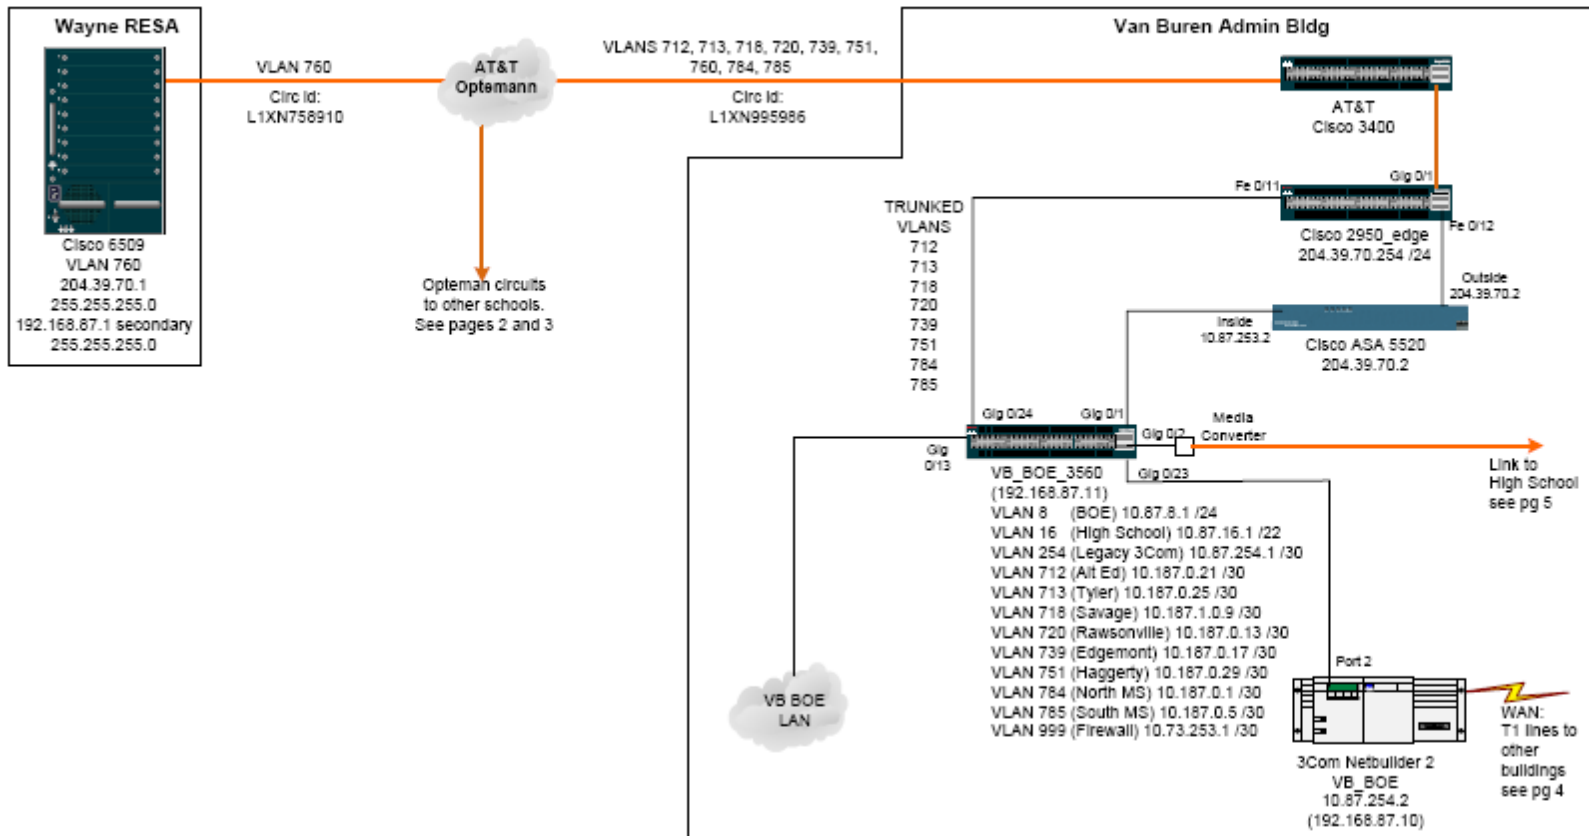 Wayne RESA
Cisco 6509
VLAN 760
204.39.70.1
255.255.255.0
192.168.87.1 secondary
255.255.255.0
VLAN 760
Circ Id:
L1XN758910
AT&T
Optemann
Opteman circuits
to other schools.
See pages 2 and 3
VLANS 712, 713, 718, 720, 739, 751,
760, 784, 785
Circ Id:
L1XN995986
Van Buren Admin Bldg
AT&T
Cisco 3400
Gig 0/1
Fe 0/11
Cisco 2950_edge
204.39.70.254 /24
Fe 0/12
Outside
204.39.70.2
Inside
10.87.253.2
Cisco ASA 5520
204.39.70.2
TRUNKED
VLANS
712
713
718
720
739
751
784
785
Gig 0/24
Gig 0/1
Gig
0/13
Gig 0/2
Media
Converter
Gig 0/23
Link to
High School
see pg 5
VB_BOE_3560
(192.168.87.11)
VLAN 8 (BOE) 10.87.8.1 /24
VLAN 16 (High School) 10.87.16.1 /22
VLAN 254 (Legacy 3Com) 10.87.254.1 /30
VLAN 712 (Alt Ed) 10.187.0.21 /30
VLAN 713 (Tyler) 10.187.0.25 /30
VLAN 718 (Savage) 10.187.1.0.9 /30
VLAN 720 (Rawsonville) 10.187.0.13 /30
VLAN 739 (Edgemont) 10.187.0.17 /30
VLAN 751 (Haggerty) 10.187.0.29 /30
VLAN 784 (North MS) 10.187.0.1 /30
VLAN 785 (South MS) 10.187.0.5 /30
VLAN 999 (Firewall) 10.73.253.1 /30
VB BOE
LAN
Port 2
3Com Netbuilder 2
VB_BOE
10.87.254.2
(192.168.87.10)
WAN:
T1 lines to
other
buildings
see pg 4